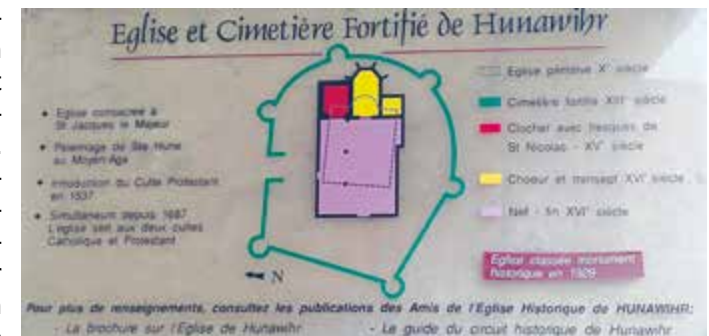 Eglise et Cimetière Fortifié de Hunawihr
• Eglise consacrée à
St Jacques le Majeur
• Pèlerinage de Ste Hune
au Moyen-Age
• Introduction du Culte Protestant
en 1537
• Simultaneum depuis 1687
L'église sert aux deux cultes
Catholique et Protestant
N
Eglise primitive X° siècle
Cimetière fortifié siècle
Clocher avec fresques de
St Nicolas - XV° siècle
Choeur et transept XVI° siècle
Nef - fin XVI° siècle
Eglise classée monument
historique en 1929
Pour plus de renseignements, consultez les publications des Amis de l'Eglise Historique de HUNAWIHR:
- La brochure sur l'Eglise de Hunawihr
- Le guide du circuit historique de Hunawihr